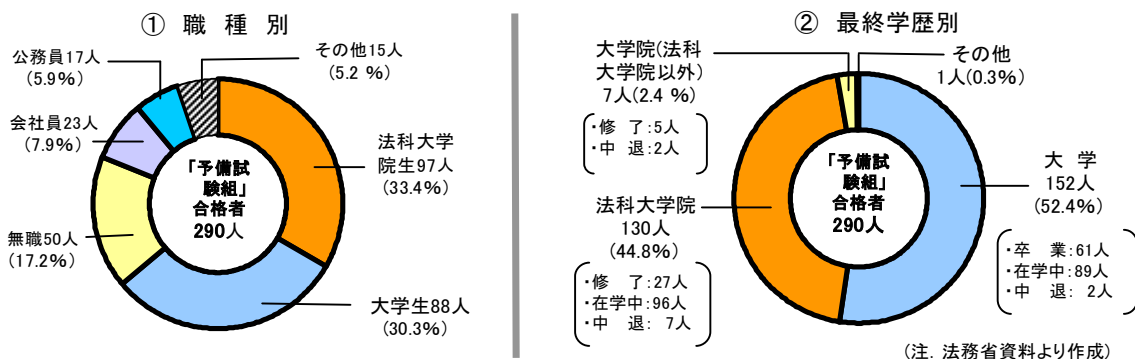 ① 職 種 別
公務員17人
(5.9%)
その他15人
(5.2 %)
会社員23人
(7.9%)
法科大学
院生97人
(33.4%)
「予備試
験組」
合格者
290人
無職50人
(17.2%)
大学生88人
(30.3%)
② 最終学歴別
大学院(法科
大学院以外)
7人(2.4 %)
・修 了:5人
・中 退:2人
その他
1人(0.3%)
「予備試
験組」
合格者
290人
大 学
152人
(52.4%)
・卒 業:61人
・在学中:89人
・中 退: 2人
法科大学院
130人
(44.8%)
・修 了:27人
・在学中:96人
・中 退: 7人
(注. 法務省資料より作成)